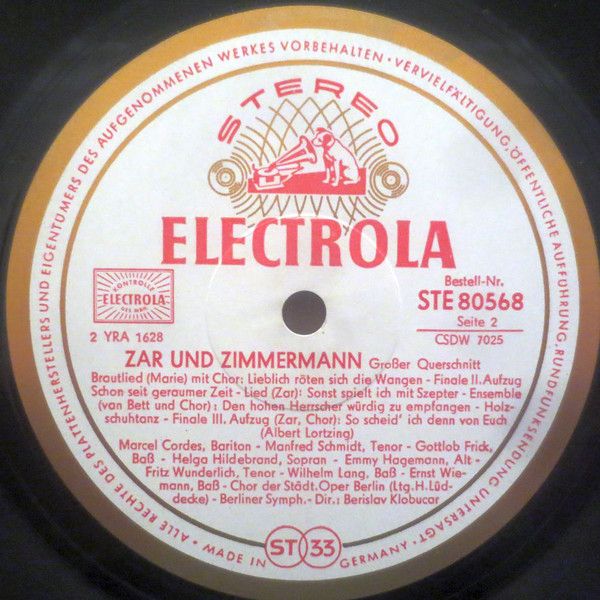 ALLE RECHTE DES PLATTENHERSTELLERS UND EIGENTÜMERS DES AUFGENOMMENEN WERKES VORBEHALTEN · VERVIELFÄLTIGUNG, ÖFFENTLICHE AUFFÜHRUNG, RUNDFUNKSENDUNG UNTERSAGT
STEREO
ELECTROLA
KONTROLLE
ELECTROLA
DES WERK
Bestell-Nr.
STE 80568
Seite 2
2 YRA 1628
CSDW 7025
ZAR UND ZIMMERMANN Großer Querschnitt
Brautlied (Marie) mit Chor: Lieblich röten sich die Wangen - Finale II. Aufzug
Schon seit geraumer Zeit - Lied (Zar): Sonst spielt ich mit Szepter - Ensemble
(van Bett und Chor) : Den hohen Herrscher würdig zu empfangen - Holz-
schuhtanz - Finale III. Aufzug (Zar, Chor): So scheid' ich denn von Euch
(Albert Lortzing)
Marcel Cordes, Bariton - Manfred Schmidt, Tenor - Gottlob Frick,
Baß - Helga Hildebrand, Sopran - Emmy Hagemann, Alt -
Fritz Wunderlich, Tenor - Wilhelm Lang, Baß - Ernst Wie-
mann, Baß - Chor der Städt. Oper Berlin (Ltg. H. Lüd-
decke) - Berliner Symph. - Dir.: Berislav Klobucar
ST 33
MADE IN GERMANY